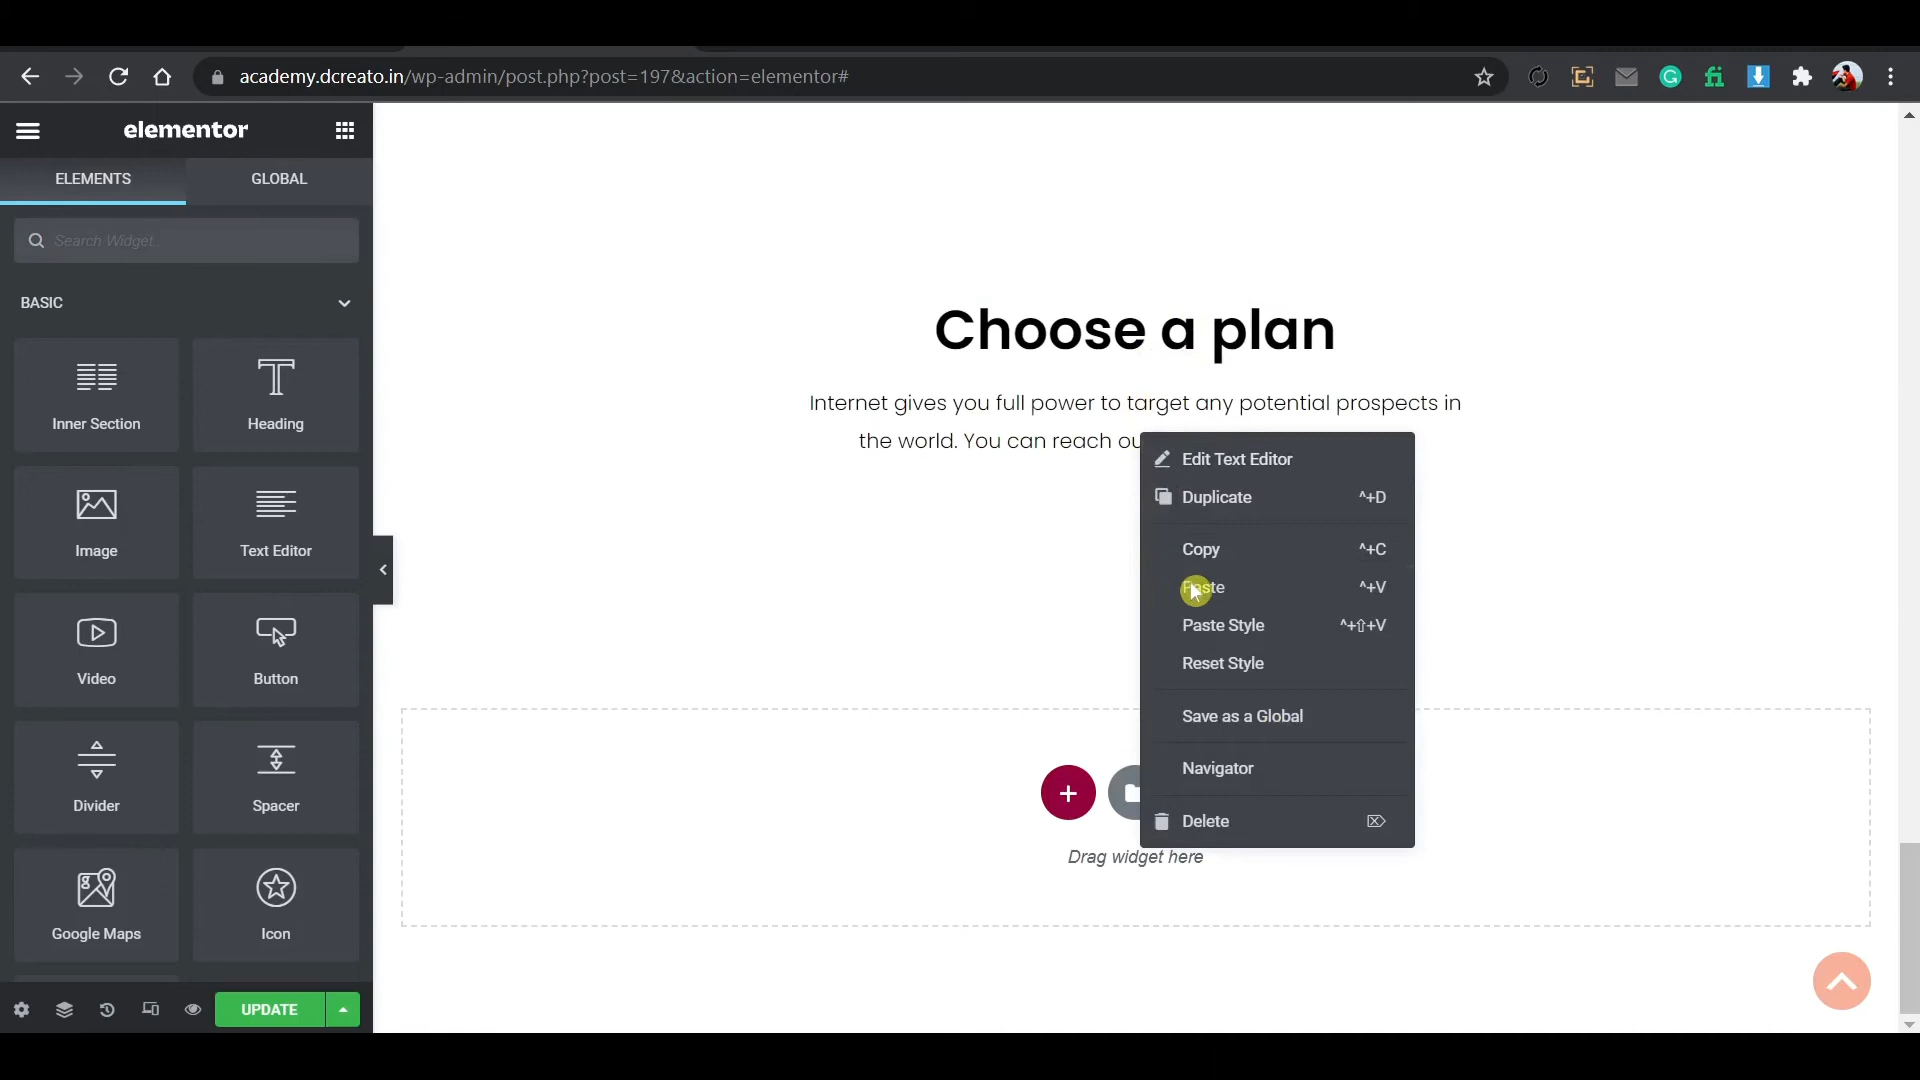 academy.dcreato.in/wp-admin/post.php?post=197&action=elementor#
elementor
ELEMENTS
GLOBAL
Search Widget..
BASIC
Inner Section
Heading
Image
Text Editor
Video
Button
Divider
Spacer
Google Maps
Icon
UPDATE
Choose a plan
Internet gives you full power to target any potential prospects in
the world. You can reach ou
Edit Text Editor
Duplicate ^+D
Copy ^+C
Paste ^+V
Paste Style ^+⇧+V
Reset Style
Save as a Global
Navigator
Delete ⌦
Drag widget here